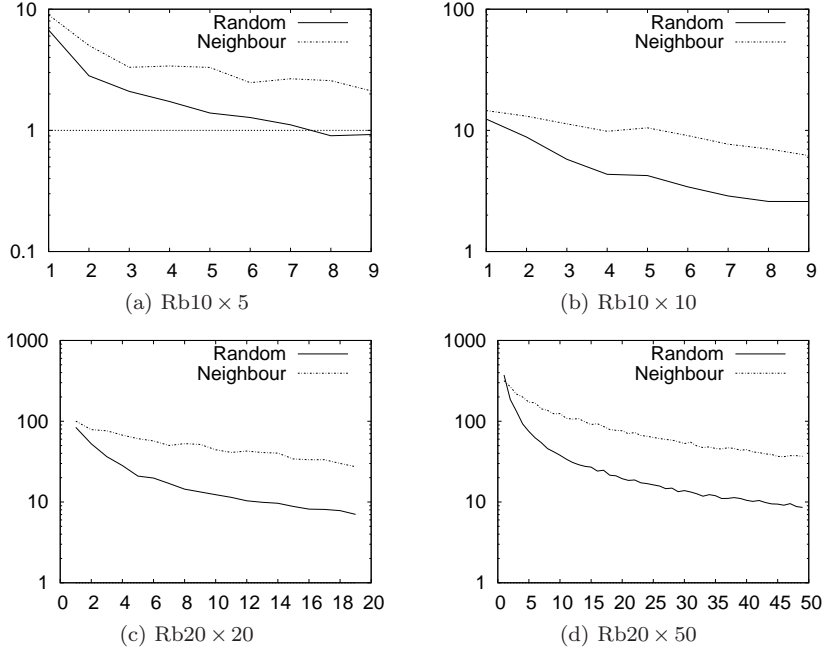 10
Random
Neighbour
1
0.1
1 2 3 4 5 6 7 8 9
(a) Rb10 × 5
100
Random
Neighbour
10
1
1 2 3 4 5 6 7 8 9
(b) Rb10 × 10
1000
Random
Neighbour
100
10
1
0 2 4 6 8 10 12 14 16 18 20
(c) Rb20 × 20
1000
Random
Neighbour
100
10
1
0 5 10 15 20 25 30 35 40 45 50
(d) Rb20 × 50